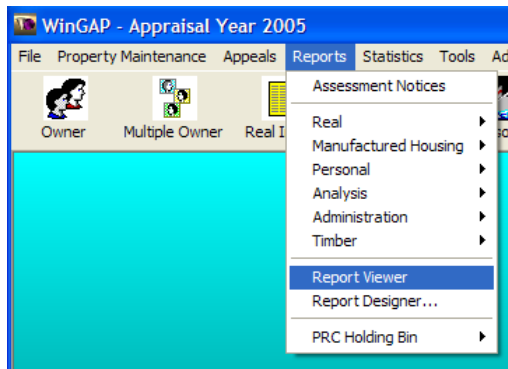 WinGAP - Appraisal Year 2005
File Property Maintenance Appeals Reports Statistics Tools
Owner Multiple Owner Real
Assessment Notices
Real
Manufactured Housing
Personal
Analysis
Administration
Timber
Report Viewer
Report Designer...
PRC Holding Bin